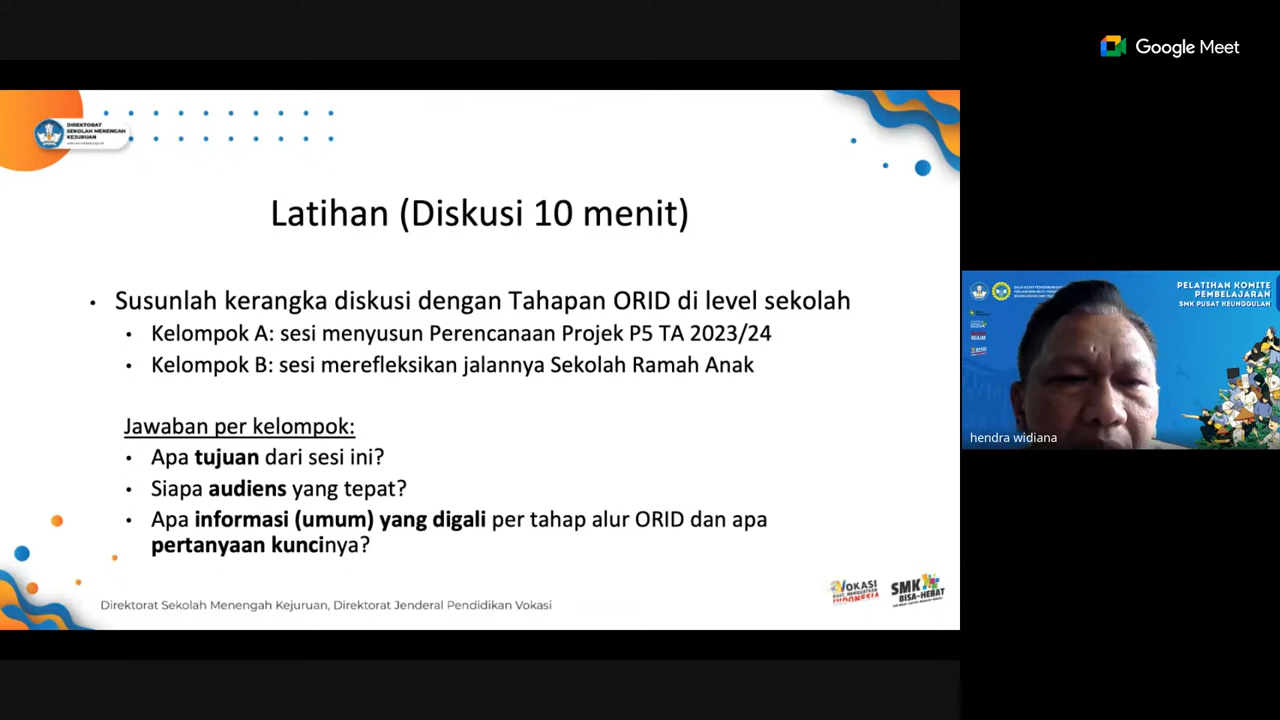 Google Meet
DIREKTORAT
SEKOLAH MENENGAH
KEJURUAN
Latihan (Diskusi 10 menit)
• Susunlah kerangka diskusi dengan Tahapan ORID di level sekolah
• Kelompok A: sesi menyusun Perencanaan Projek P5 TA 2023/24
• Kelompok B: sesi merefleksikan jalannya Sekolah Ramah Anak
Jawaban per kelompok:
• Apa tujuan dari sesi ini?
• Siapa audiens yang tepat?
• Apa informasi (umum) yang digali per tahap alur ORID dan apa
pertanyaan kuncinya?
Direktorat Sekolah Menengah Kejuruan, Direktorat Jenderal Pendidikan Vokasi
VOKASI
INDONESIA
SMK
BISA-HEBAT
PELATIHAN KOMITE
PEMBELAJARAN
SMK PUSAT KEUNGGULAN
hendra widiana